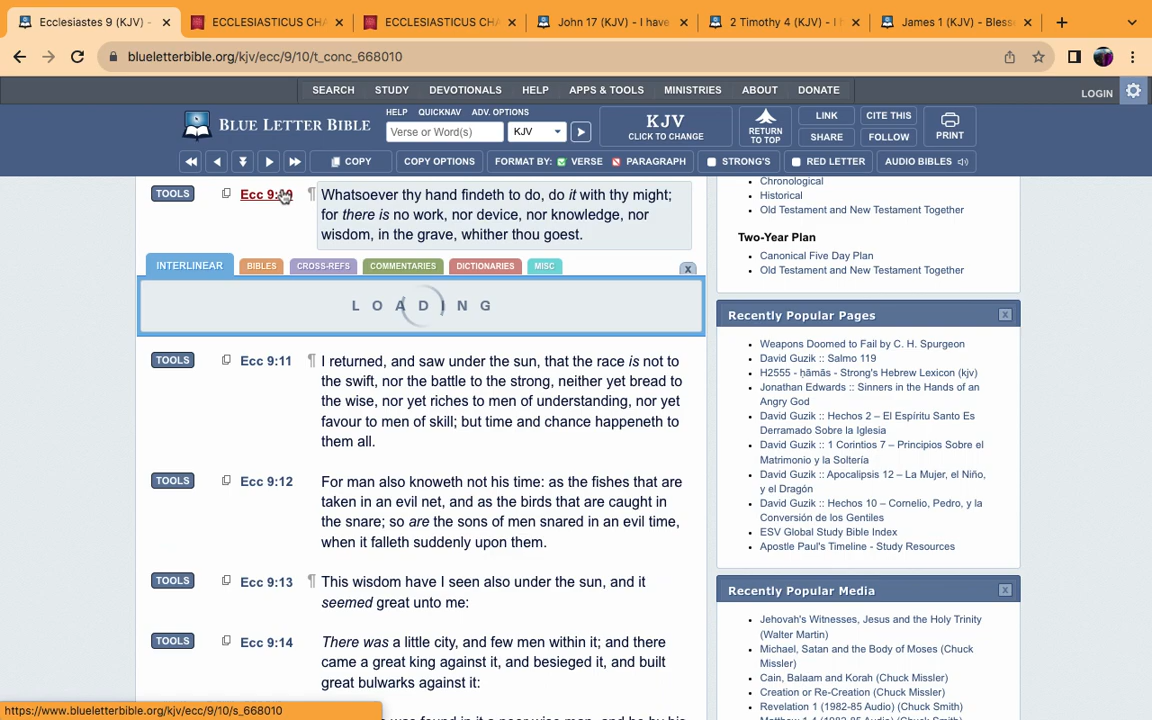 Ecclesiastes 9 (KJV) -
ECCLESIASTICUS CHA
ECCLESIASTICUS CHA
John 17 (KJV) - I have
2 Timothy 4 (KJV) - I
James 1 (KJV) - Bless
blueletterbible.org/kjv/ecc/9/10/t_conc_668010
SEARCH STUDY DEVOTIONALS HELP APPS & TOOLS MINISTRIES ABOUT DONATE LOGIN
BLUE LETTER BIBLE
HELP QUICKNAV ADV. OPTIONS
Verse or Word(s) KJV
KJV
CLICK TO CHANGE
RETURN
TO TOP
LINK CITE THIS
SHARE FOLLOW
PRINT
COPY COPY OPTIONS FORMAT BY: VERSE PARAGRAPH STRONG'S RED LETTER AUDIO BIBLES
TOOLS Ecc 9: ¶ Whatsoever thy hand findeth to do, do it with thy might;
for there is no work, nor device, nor knowledge, nor
wisdom, in the grave, whither thou goest.
INTERLINEAR BIBLES CROSS-REFS COMMENTARIES DICTIONARIES MISC X
LOADING
TOOLS Ecc 9:11 ¶ I returned, and saw under the sun, that the race is not to
the swift, nor the battle to the strong, neither yet bread to
the wise, nor yet riches to men of understanding, nor yet
favour to men of skill; but time and chance happeneth to
them all.
TOOLS Ecc 9:12 For man also knoweth not his time: as the fishes that are
taken in an evil net, and as the birds that are caught in
the snare; so are the sons of men snared in an evil time,
when it falleth suddenly upon them.
TOOLS Ecc 9:13 ¶ This wisdom have I seen also under the sun, and it
seemed great unto me:
TOOLS Ecc 9:14 There was a little city, and few men within it; and there
came a great king against it, and besieged it, and built
great bulwarks against it:
https://www.blueletterbible.org/kjv/ecc/9/10/s_668010
Chronological
Historical
Old Testament and New Testament Together
Two-Year Plan
Canonical Five Day Plan
Old Testament and New Testament Together
Recently Popular Pages X
Weapons Doomed to Fail by C. H. Spurgeon
David Guzik :: Salmo 119
H2555 - ḥāmās - Strong's Hebrew Lexicon (kjv)
Jonathan Edwards :: Sinners in the Hands of an
Angry God
David Guzik :: Hechos 2 – El Espíritu Santo Es
Derramado Sobre la Iglesia
David Guzik :: 1 Corintios 7 – Principios Sobre el
Matrimonio y la Soltería
David Guzik :: Apocalipsis 12 – La Mujer, el Niño,
y el Dragón
David Guzik :: Hechos 10 – Cornelio, Pedro, y la
Conversión de los Gentiles
ESV Global Study Bible Index
Apostle Paul's Timeline - Study Resources
Recently Popular Media X
Jehovah's Witnesses, Jesus and the Holy Trinity
(Walter Martin)
Michael, Satan and the Body of Moses (Chuck
Missler)
Cain, Balaam and Korah (Chuck Missler)
Creation or Re-Creation (Chuck Missler)
Revelation 1 (1982-85 Audio) (Chuck Smith)